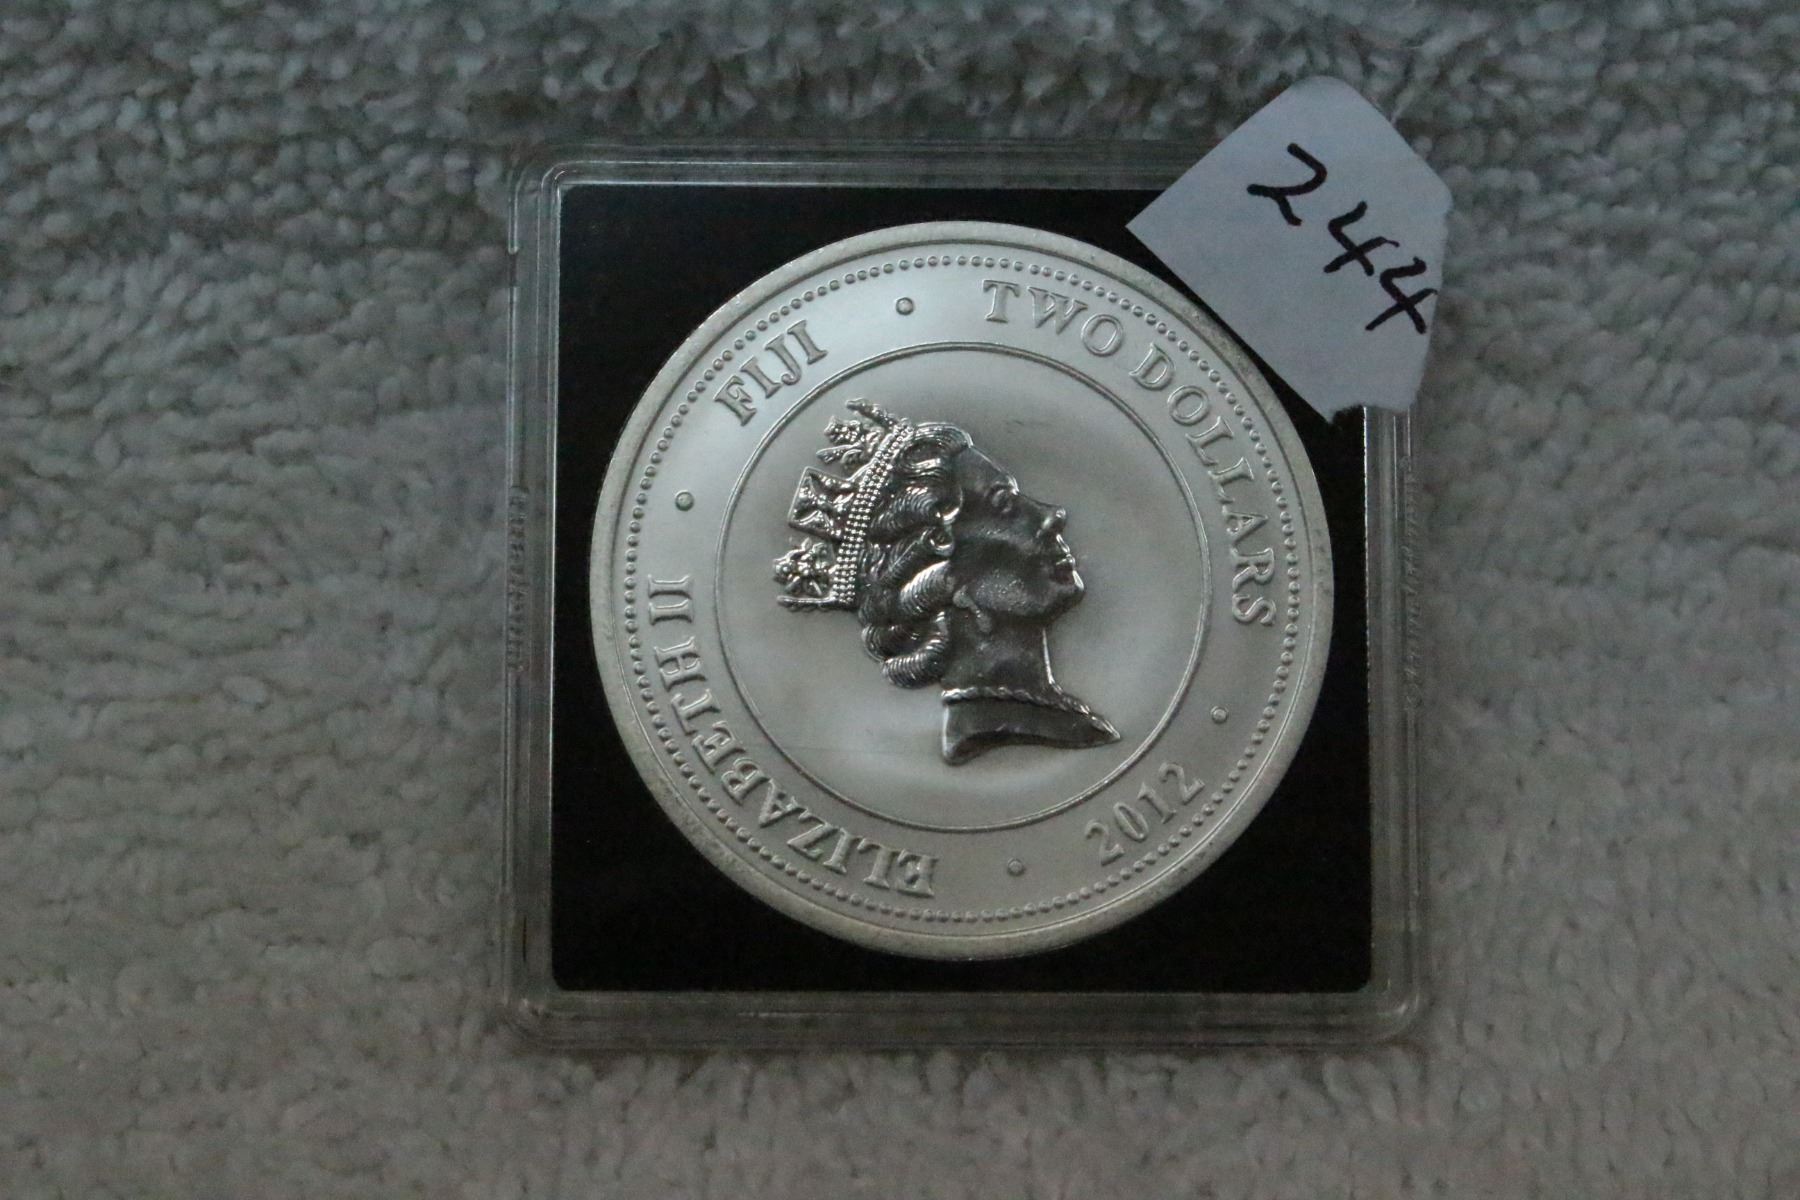 244
ELIZABETH II • FIJI • TWO DOLLARS • 2012 •